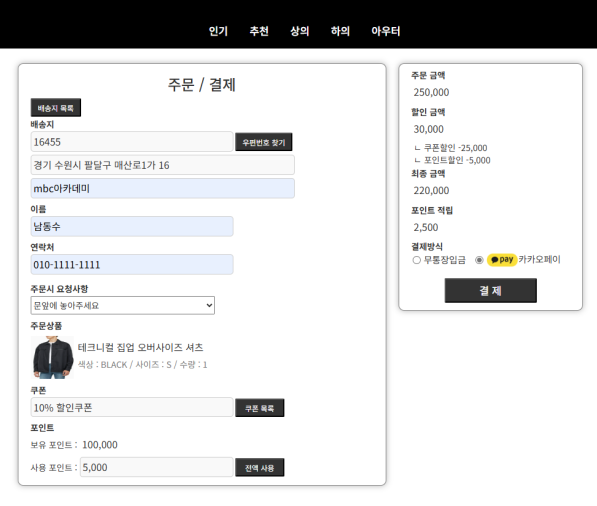 인기 추천 상의 하의 아우터
주문 / 결제
배송지 목록
배송지
16455 우편번호 찾기
경기 수원시 팔달구 매산로1가 16
mbc아카데미
이름
남동수
연락처
010-1111-1111
주문시 요청사항
문앞에 놓아주세요
주문상품
테크니컬 집업 오버사이즈 셔츠
색상 : BLACK / 사이즈 : S / 수량 : 1
쿠폰
10% 할인쿠폰 쿠폰 목록
포인트
보유 포인트 : 100,000
사용 포인트 : 5,000 전액 사용
주문 금액
250,000
할인 금액
30,000
ㄴ 쿠폰할인 -25,000
ㄴ 포인트할인 -5,000
최종 금액
220,000
포인트 적립
2,500
결제방식
무통장입금 pay 카카오페이
결 제